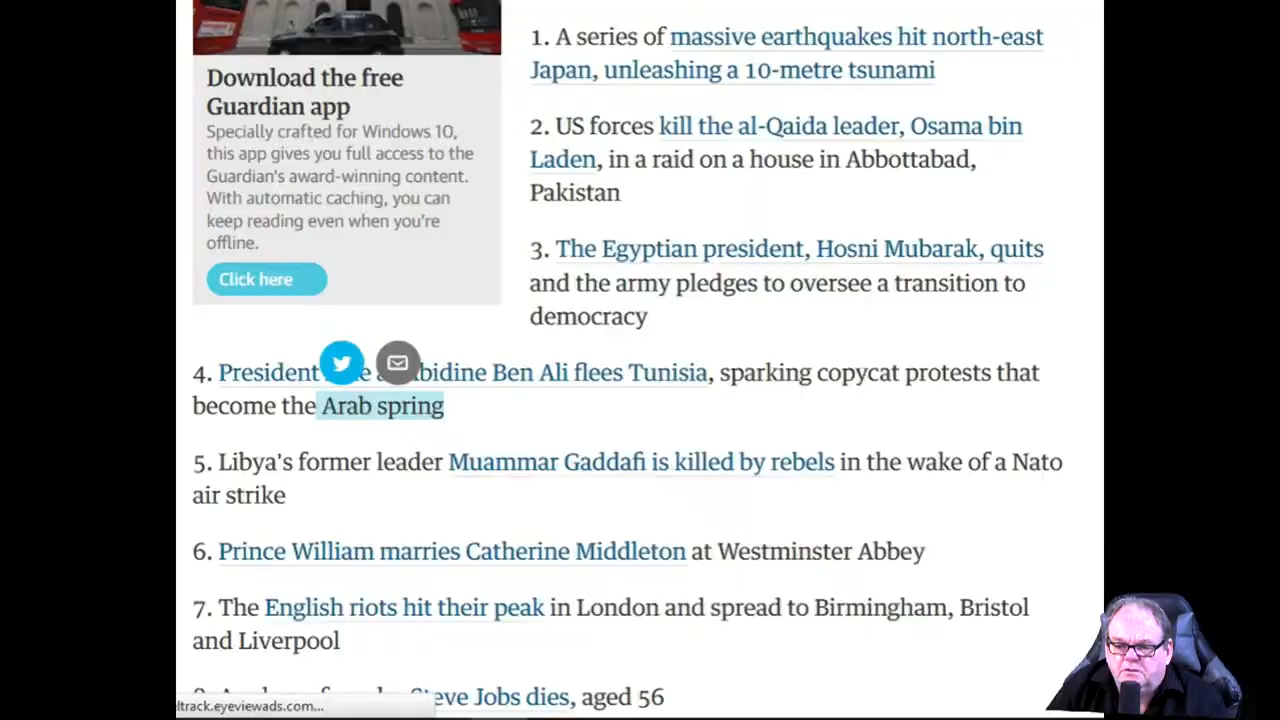 Download the free
Guardian app
Specially crafted for Windows 10,
this app gives you full access to the
Guardian's award-winning content.
With automatic caching, you can
keep reading even when you're
offline.
Click here
1. A series of massive earthquakes hit north-east
Japan, unleashing a 10-metre tsunami
2. US forces kill the al-Qaida leader, Osama bin
Laden, in a raid on a house in Abbottabad,
Pakistan
3. The Egyptian president, Hosni Mubarak, quits
and the army pledges to oversee a transition to
democracy
4. President Ben Ali flees Tunisia, sparking copycat protests that
become the Arab spring
5. Libya's former leader Muammar Gaddafi is killed by rebels in the wake of a Nato
air strike
6. Prince William marries Catherine Middleton at Westminster Abbey
7. The English riots hit their peak in London and spread to Birmingham, Bristol
and Liverpool
Steve Jobs dies, aged 56
eltrack.eyeviewads.com...